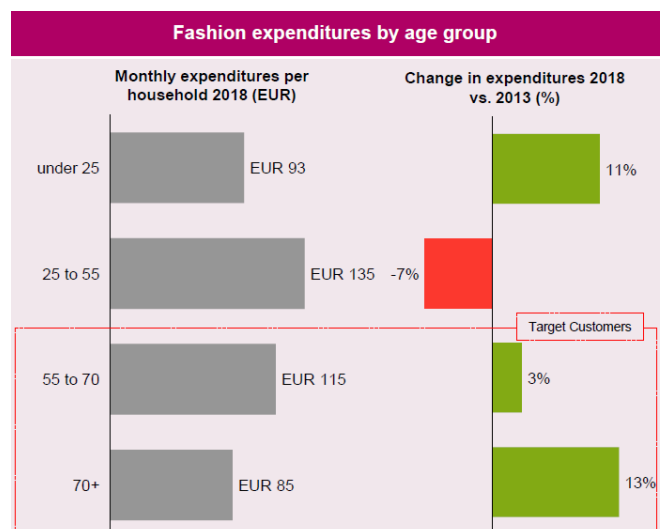 Fashion expenditures by age group
Monthly expenditures per
household 2018 (EUR)
Change in expenditures 2018
vs. 2013 (%)
under 25
EUR 93
11%
25 to 55
EUR 135
-7%
Target Customers
55 to 70
EUR 115
3%
70+
EUR 85
13%